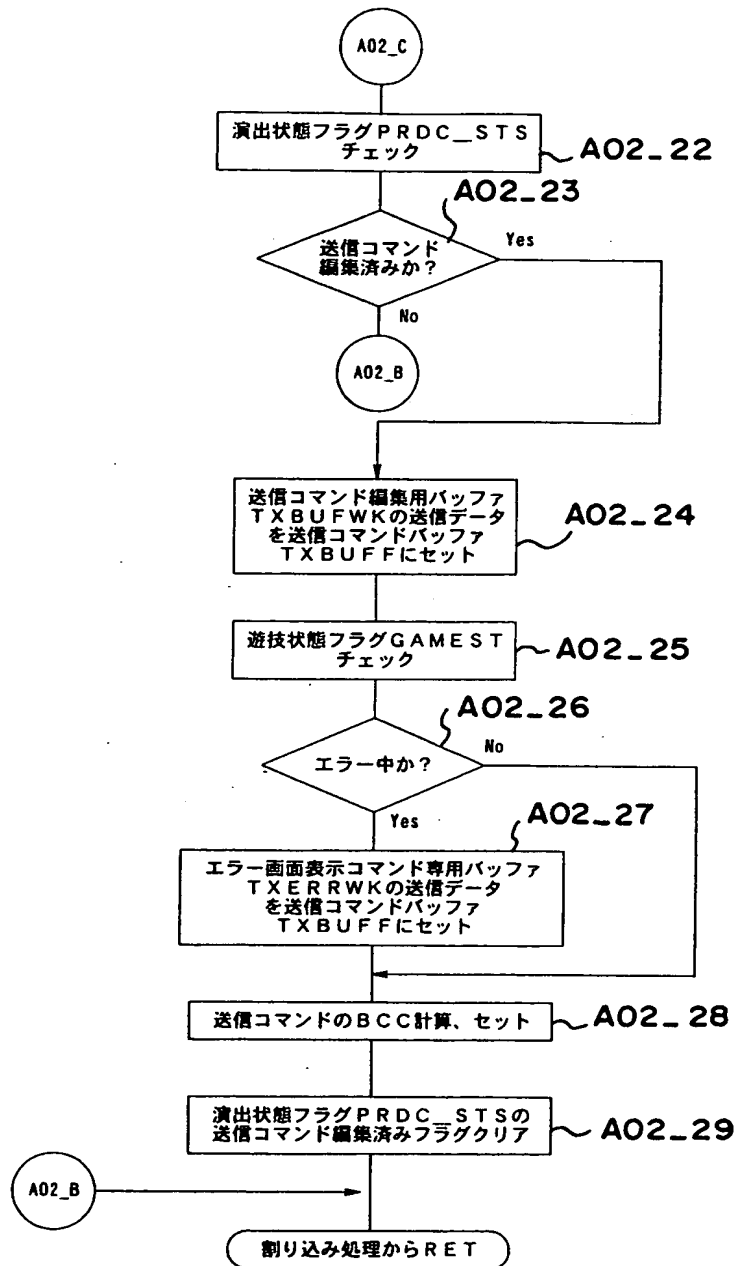 A02_C
演出状態フラグPRDC_STS
チェック
A02_22
A02_23
送信コマンド
編集済みか?
Yes
No
A02_B
送信コマンド編集用バッファ
TXBUFWKの送信データ
を送信コマンドバッファ
TXBUFFにセット
A02_24
遊技状態フラグGAMEST
チェック
A02_25
A02_26
エラー中か?
No
Yes
A02_27
エラー画面表示コマンド専用バッファ
TXERRWKの送信データ
を送信コマンドバッファ
TXBUFFにセット
送信コマンドのBCC計算、セット
A02_28
演出状態フラグPRDC_STSの
送信コマンド編集済みフラグクリア
A02_29
A02_B
割り込み処理からRET